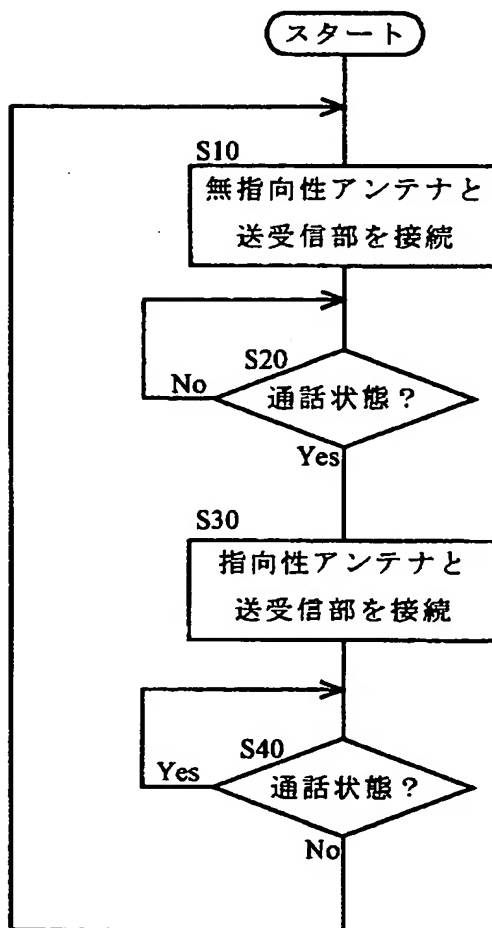 スタート
S10
無指向性アンテナと
送受信部を接続
S20
No
通話状態？
Yes
S30
指向性アンテナと
送受信部を接続
S40
Yes
通話状態？
No